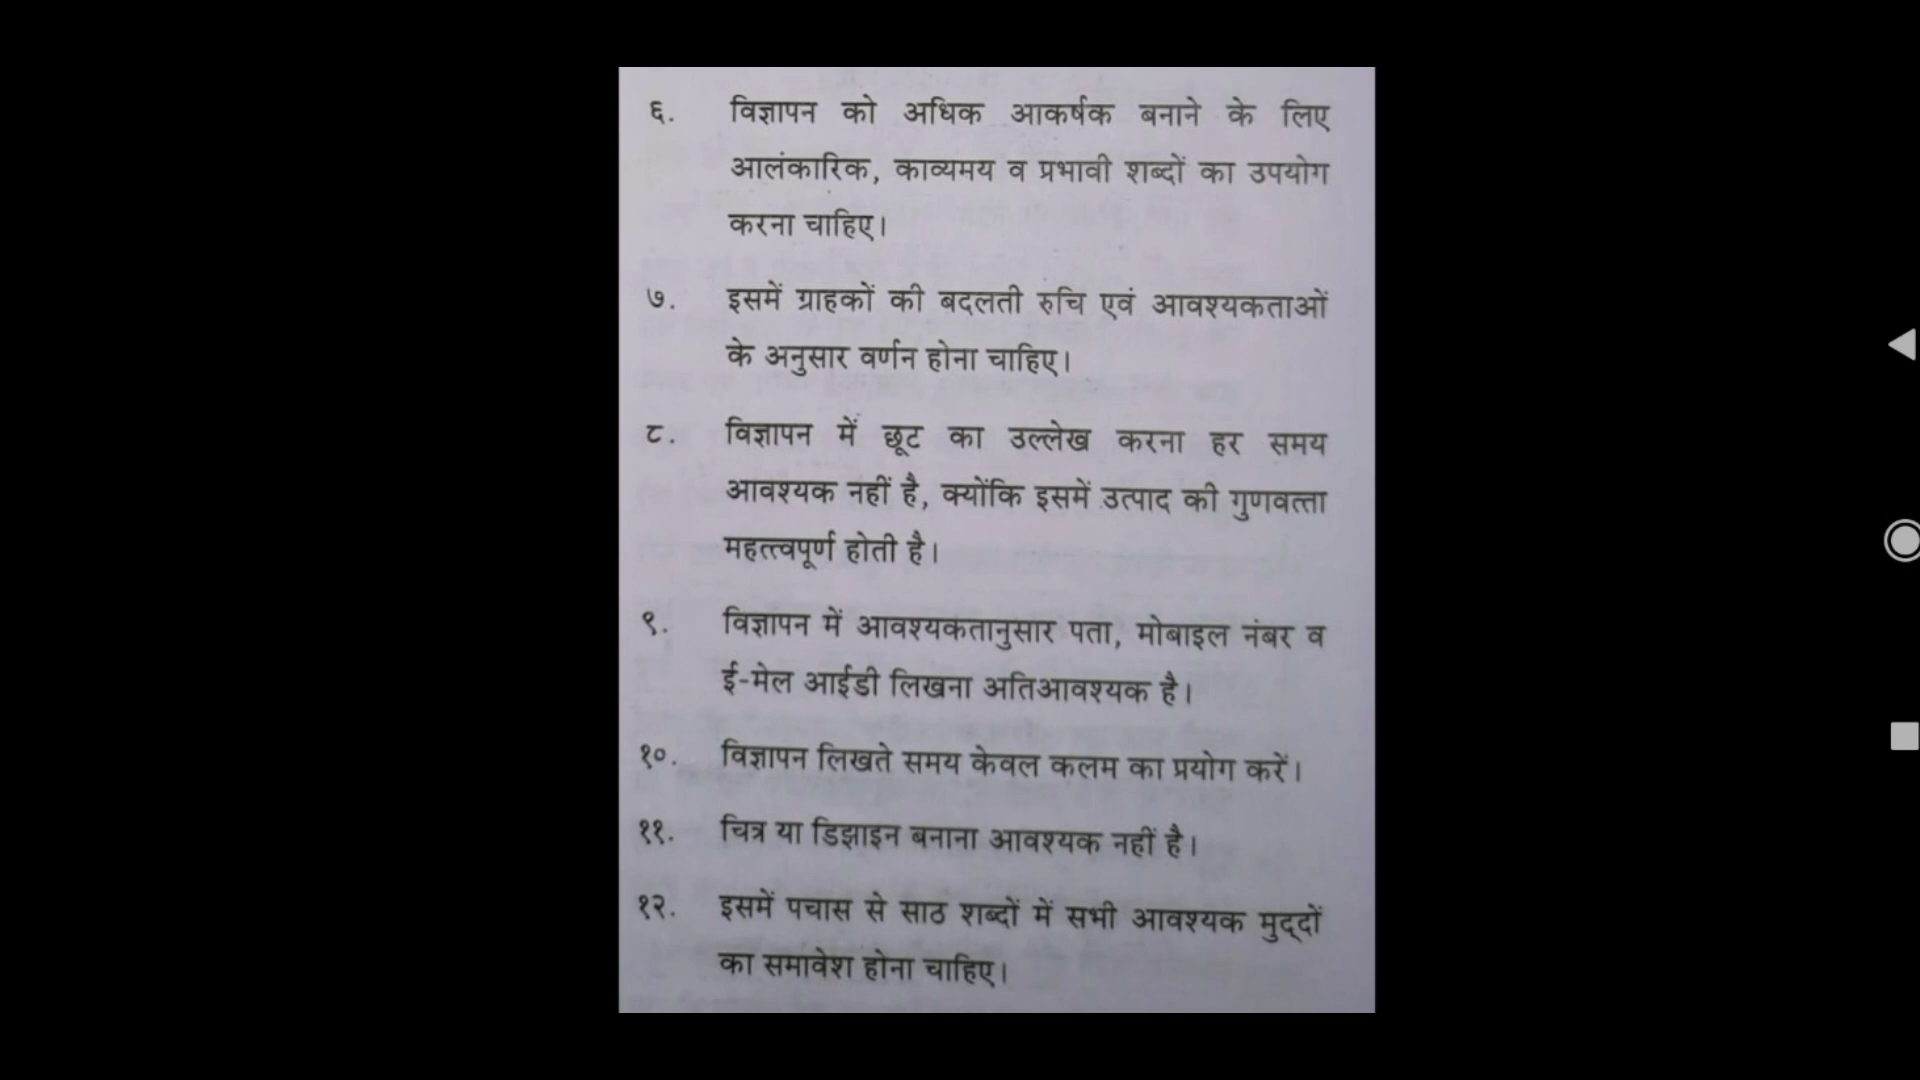 ६. विज्ञापन को अधिक आकर्षक बनाने के लिए
आलंकारिक, काव्यमय व प्रभावी शब्दों का उपयोग
करना चाहिए।
७. इसमें ग्राहकों की बदलती रुचि एवं आवश्यकताओं
के अनुसार वर्णन होना चाहिए।
८. विज्ञापन में छूट का उल्लेख करना हर समय
आवश्यक नहीं है, क्योंकि इसमें उत्पाद की गुणवत्ता
महत्त्वपूर्ण होती है।
९. विज्ञापन में आवश्यकतानुसार पता, मोबाइल नंबर व
ई-मेल आईडी लिखना अतिआवश्यक है।
१०. विज्ञापन लिखते समय केवल कलम का प्रयोग करें।
११. चित्र या डिझाइन बनाना आवश्यक नहीं है।
१२. इसमें पचास से साठ शब्दों में सभी आवश्यक मुद्‌दों
का समावेश होना चाहिए।